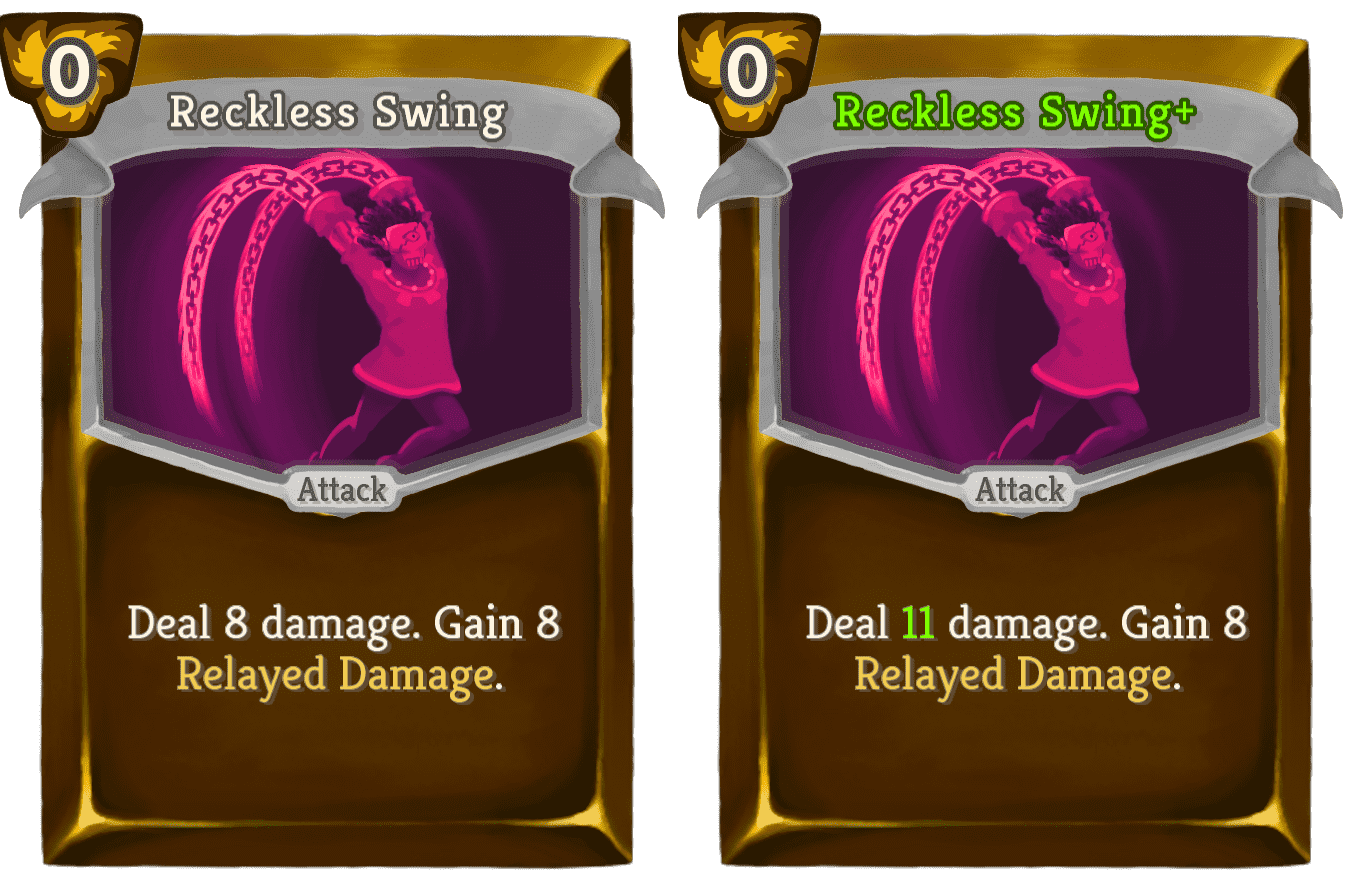 0
Reckless Swing
Attack
Deal 8 damage. Gain 8
Relayed Damage.
0
Reckless Swing+
Attack
Deal 11 damage. Gain 8
Relayed Damage.